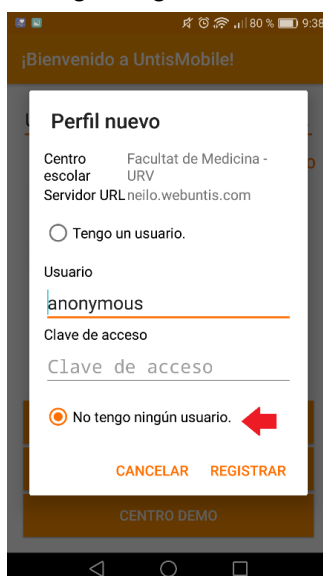 80 % 9:38
¡Bienvenido a UntisMobile!
Perfil nuevo
Centro escolar Facultat de Medicina - URV
Servidor URL neilo.webuntis.com
Tengo un usuario.
Usuario
anonymous
Clave de acceso
Clave de acceso
No tengo ningún usuario.
CANCELAR REGISTRAR
CENTRO DEMO